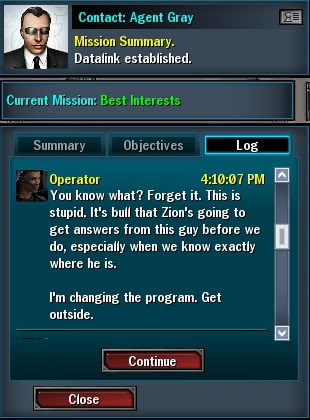 Contact: Agent Gray
Mission Summary.
Datalink established.
Current Mission: Best Interests
Summary Objectives Log
Operator 4:10:07 PM
You know what? Forget it. This is
stupid. It's bull that Zion's going to
get answers from this guy before we
do, especially when we know exactly
where he is.
I'm changing the program. Get
outside.
Continue
Close